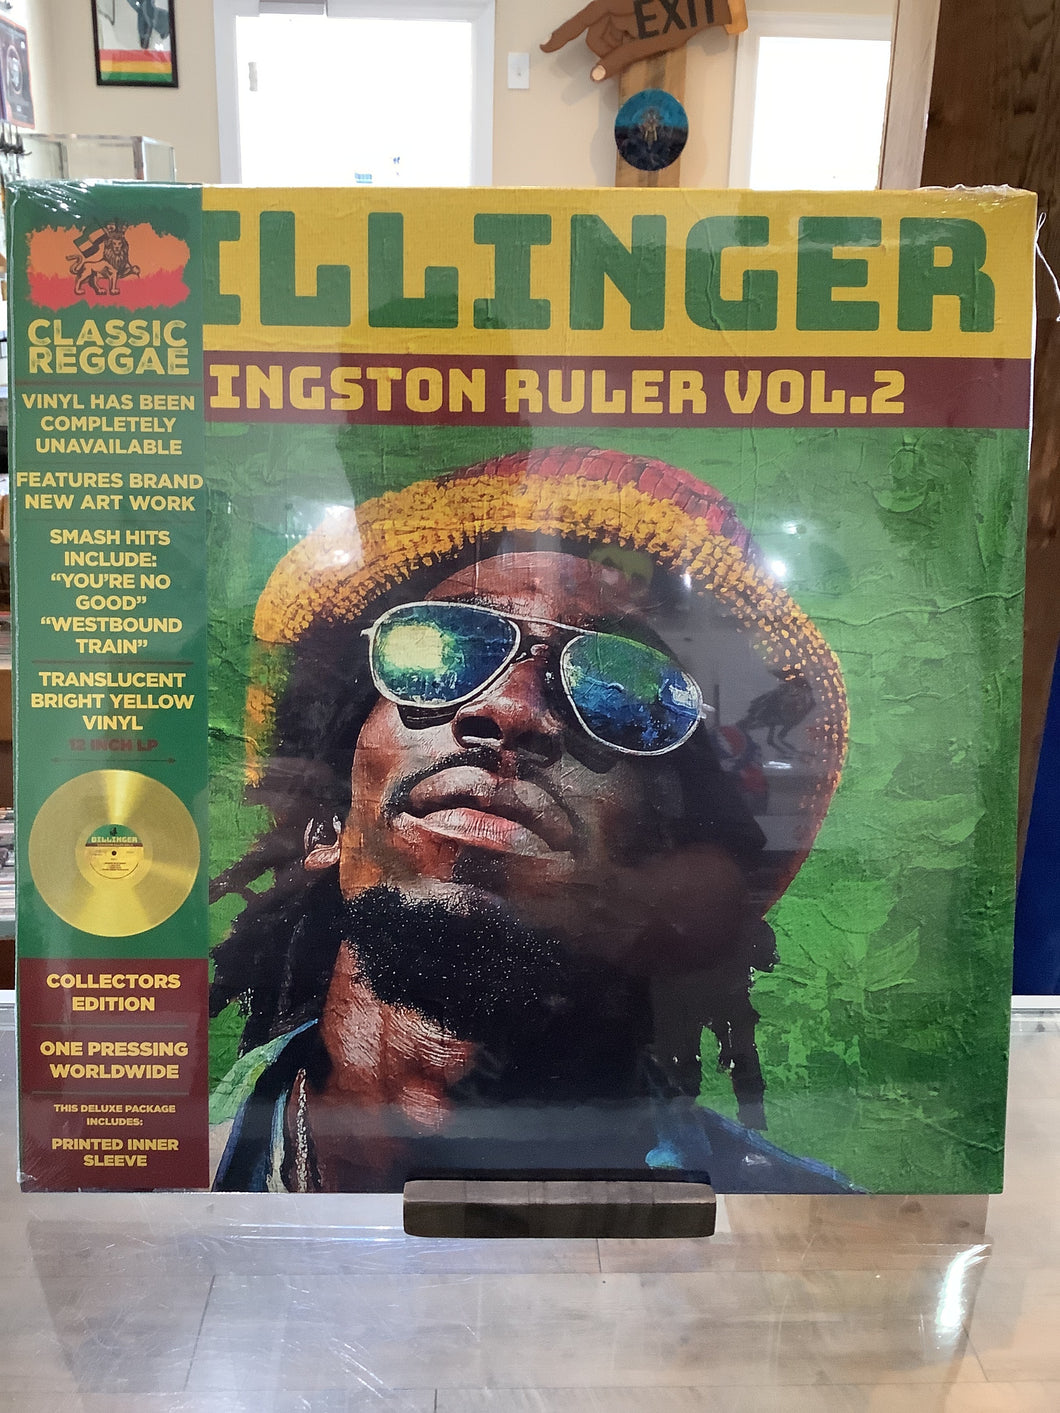 EXIT
ILLINGER
INGSTON RULER VOL.2
CLASSIC
REGGAE
VINYL HAS BEEN
COMPLETELY
UNAVAILABLE
FEATURES BRAND
NEW ART WORK
SMASH HITS
INCLUDE:
“YOU’RE NO
GOOD”
“WESTBOUND
TRAIN”
TRANSLUCENT
BRIGHT YELLOW
VINYL
12 INCH LP
DILLINGER
COLLECTORS
EDITION
ONE PRESSING
WORLDWIDE
THIS DELUXE PACKAGE
INCLUDES:
PRINTED INNER
SLEEVE